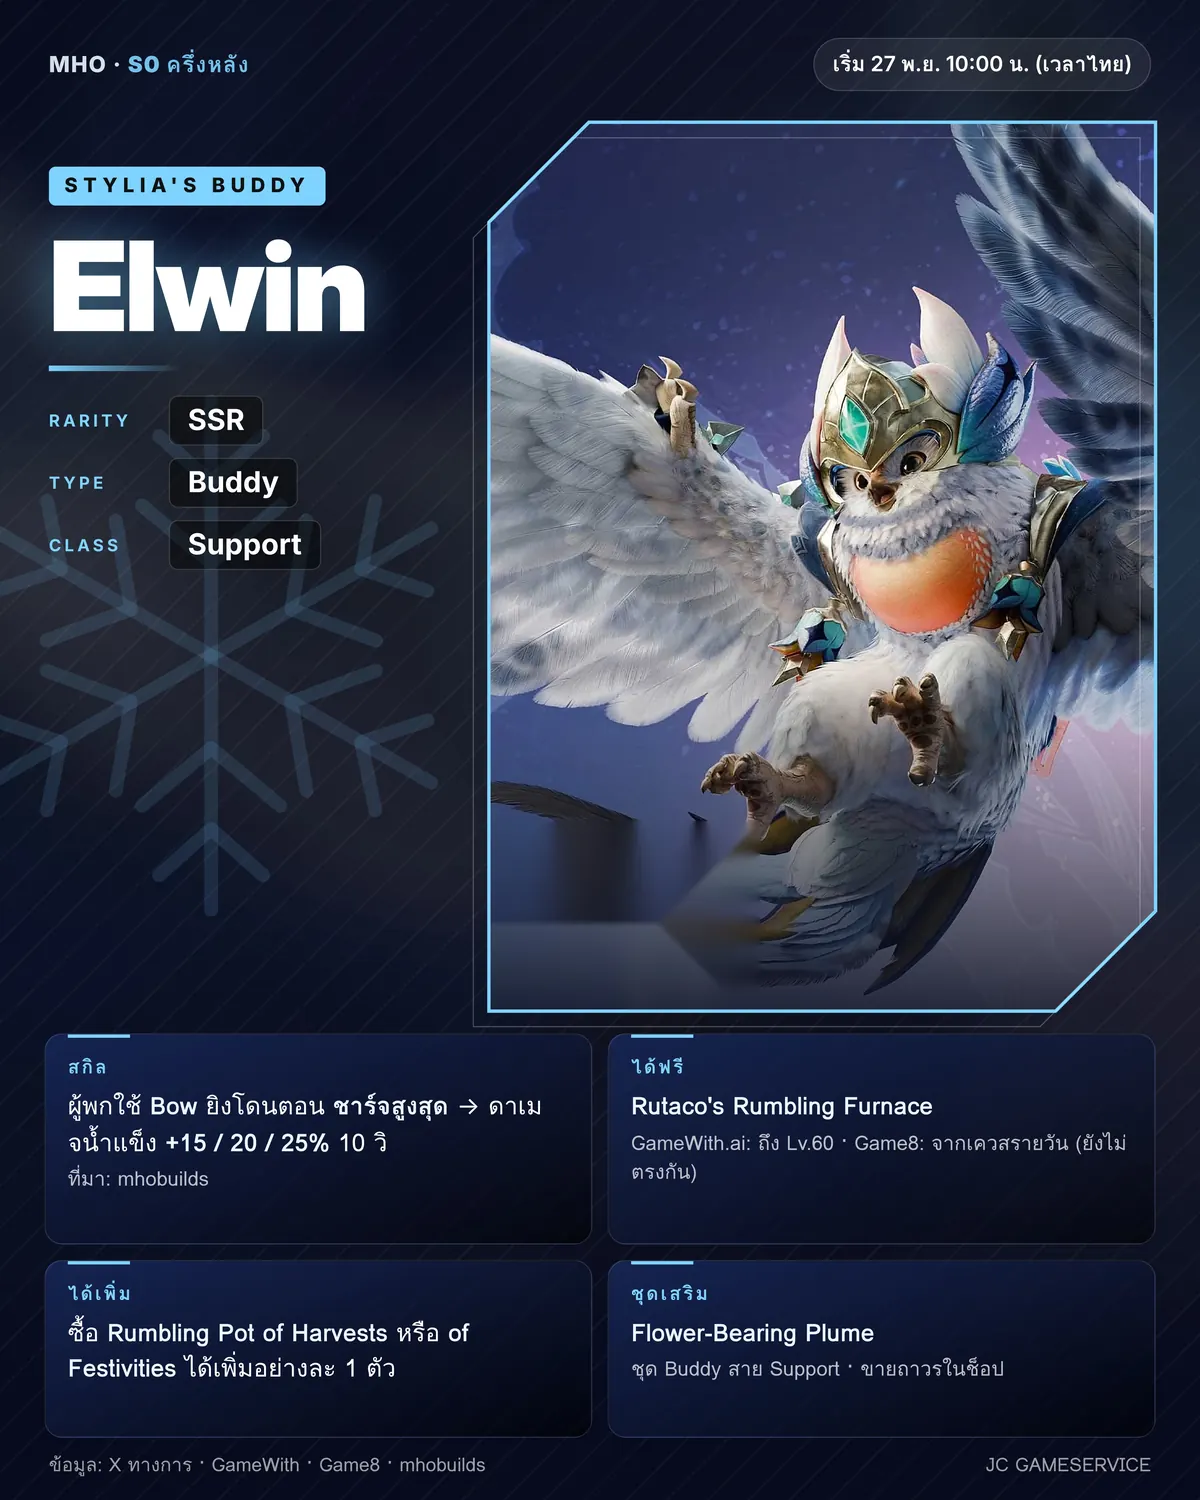 MHO · S0 ครึ่งหลัง
เริ่ม 27 พ.ย. 10:00 น. (เวลาไทย)
STYLIA'S BUDDY
Elwin
RARITY SSR
TYPE Buddy
CLASS Support
สกิล
ผู้พกใช้ Bow ยิงโดนตอน ชาร์จสูงสุด → ดาเม
จน้ำแข็ง +15 / 20 / 25% 10 วิ
ที่มา: mhobuilds
ได้ฟรี
Rutaco's Rumbling Furnace
GameWith.ai: ถึง Lv.60 · Game8: จากเควสรายวัน (ยังไม่
ตรงกัน)
ได้เพิ่ม
ซื้อ Rumbling Pot of Harvests หรือ of
Festivities ได้เพิ่มอย่างละ 1 ตัว
ชุดเสริม
Flower-Bearing Plume
ชุด Buddy สาย Support · ขายถาวรในช็อป
ข้อมูล: X ทางการ · GameWith · Game8 · mhobuilds
JC GAMESERVICE